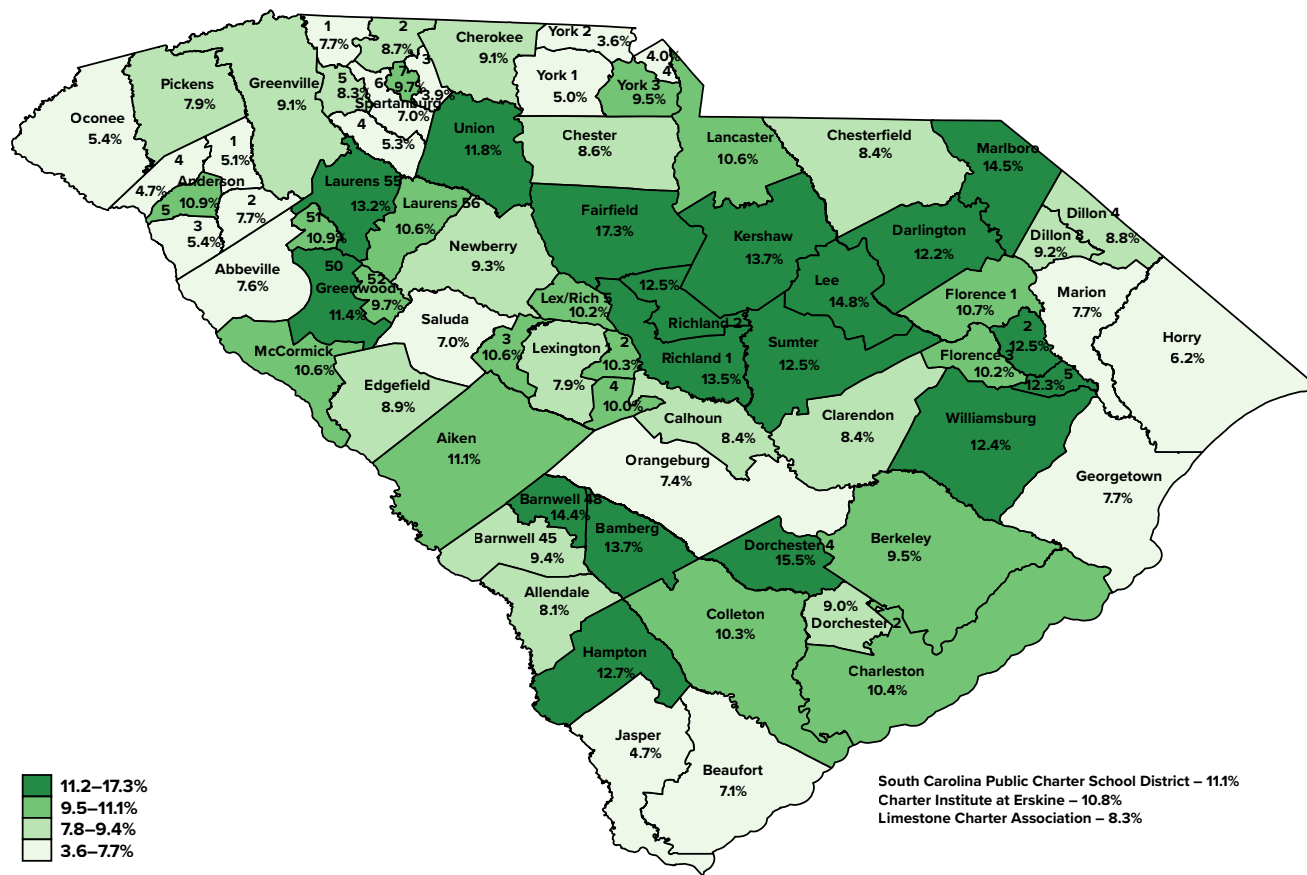 1
7.7%
2
8.7%
3
3.9%
Cherokee
9.1%
York 2
3.6%
4.0%
4
Pickens
7.9%
Greenville
9.1%
5
8.3%
6
7
9.7%
Spartanburg
7.0%
York 1
5.0%
York 3
9.5%
Oconee
5.4%
4
5.3%
Union
11.8%
Chester
8.6%
Lancaster
10.6%
Chesterfield
8.4%
Marlboro
14.5%
1
5.1%
4
4.7%
Anderson
10.9%
5
2
7.7%
3
5.4%
Laurens 55
13.2%
Laurens 56
10.6%
51
10.9%
Fairfield
17.3%
Kershaw
13.7%
Darlington
12.2%
Dillon 4
8.8%
Dillon 3
9.2%
Newberry
9.3%
Abbeville
7.6%
50
Greenwood
11.4%
52
9.7%
Lex/Rich 5
10.2%
12.5%
Richland 2
Lee
14.8%
Florence 1
10.7%
Marion
7.7%
Saluda
7.0%
3
10.6%
Lexington 1
7.9%
2
10.3%
4
10.0%
Richland 1
13.5%
Sumter
12.5%
2
12.5%
Florence 3
10.2%
5
12.3%
Horry
6.2%
McCormick
10.6%
Edgefield
8.9%
Calhoun
8.4%
Clarendon
8.4%
Williamsburg
12.4%
Aiken
11.1%
Orangeburg
7.4%
Georgetown
7.7%
Barnwell 48
14.4%
Bamberg
13.7%
Barnwell 45
9.4%
Dorchester 4
15.5%
Berkeley
9.5%
Allendale
8.1%
Colleton
10.3%
9.0%
Dorchester 2
Hampton
12.7%
Charleston
10.4%
Jasper
4.7%
Beaufort
7.1%
11.2–17.3%
9.5–11.1%
7.8–9.4%
3.6–7.7%
South Carolina Public Charter School District – 11.1%
Charter Institute at Erskine – 10.8%
Limestone Charter Association – 8.3%